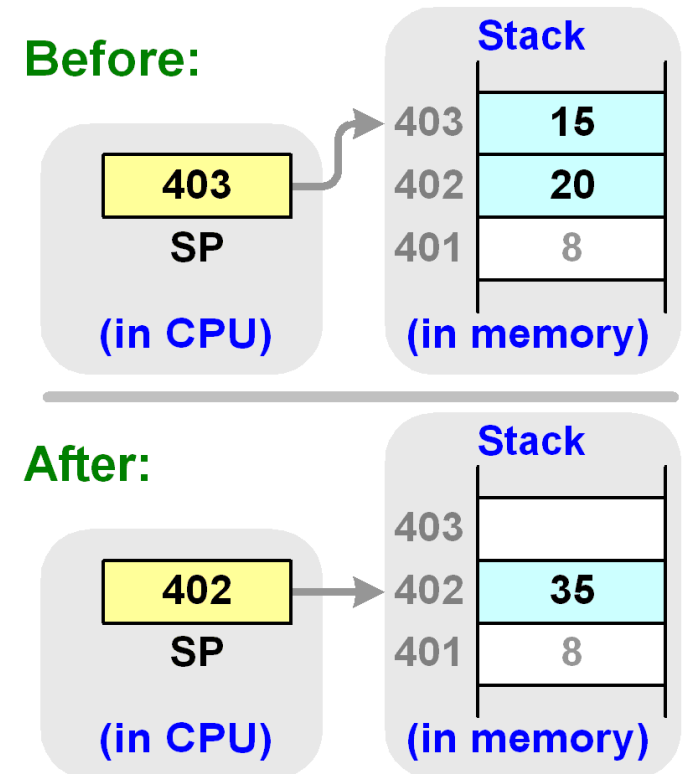 Before:
Stack
403 15
403
402 20
SP
401 8
(in CPU)
(in memory)
After:
Stack
403
402
402 35
SP
401 8
(in CPU)
(in memory)